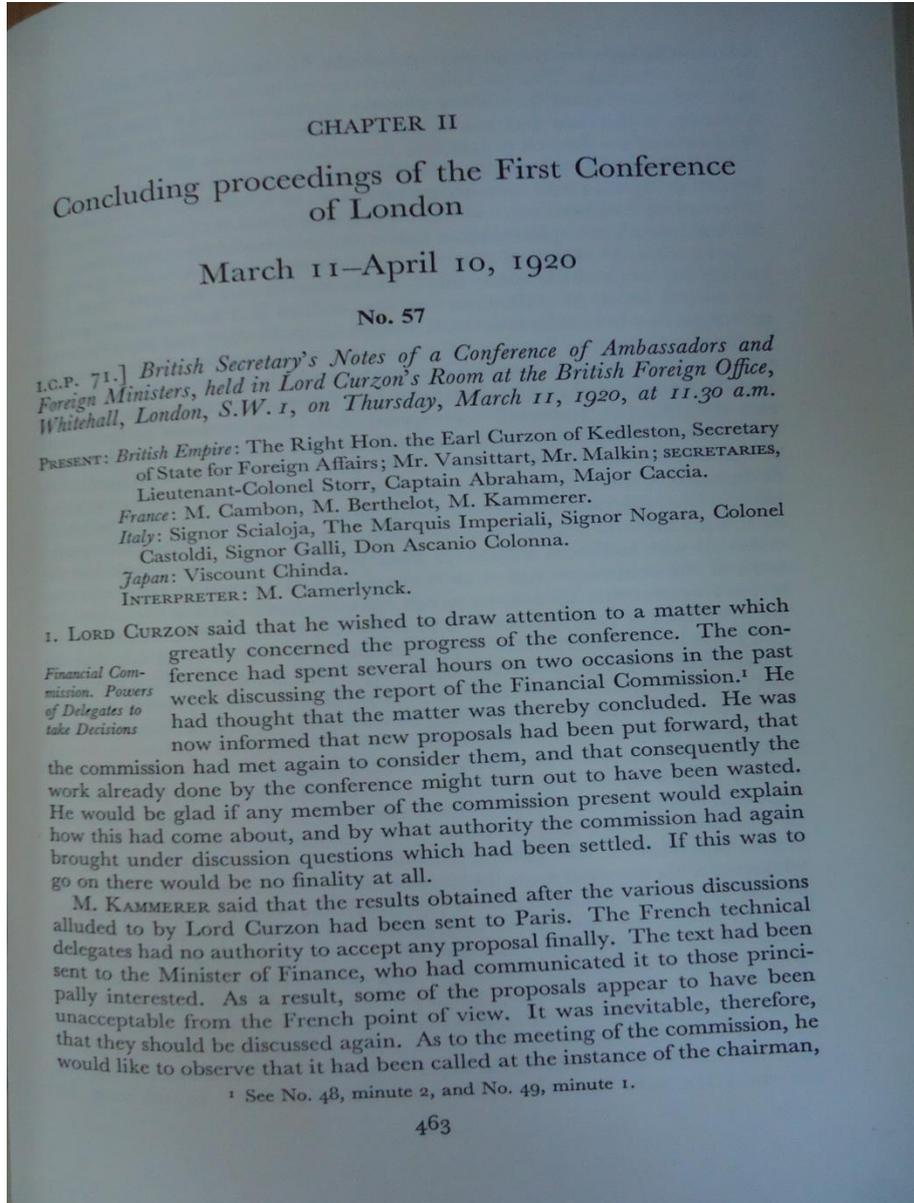 CHAPTER II
Concluding proceedings of the First Conference
of London
March 11–April 10, 1920
No. 57
I.C.P. 71.] British Secretary's Notes of a Conference of Ambassadors and
Foreign Ministers, held in Lord Curzon's Room at the British Foreign Office,
Whitehall, London, S.W. 1, on Thursday, March 11, 1920, at 11.30 a.m.
PRESENT: British Empire: The Right Hon. the Earl Curzon of Kedleston, Secretary
of State for Foreign Affairs; Mr. Vansittart, Mr. Malkin; SECRETARIES,
Lieutenant-Colonel Storr, Captain Abraham, Major Caccia.
France: M. Cambon, M. Berthelot, M. Kammerer.
Italy: Signor Scialoja, The Marquis Imperiali, Signor Nogara, Colonel
Castoldi, Signor Galli, Don Ascanio Colonna.
Japan: Viscount Chinda.
INTERPRETER: M. Camerlynck.
1. LORD CURZON said that he wished to draw attention to a matter which
greatly concerned the progress of the conference. The con-
Financial Com- ference had spent several hours on two occasions in the past
mission. Powers week discussing the report of the Financial Commission.¹ He
of Delegates to had thought that the matter was thereby concluded. He was
take Decisions now informed that new proposals had been put forward, that
the commission had met again to consider them, and that consequently the
work already done by the conference might turn out to have been wasted.
He would be glad if any member of the commission present would explain
how this had come about, and by what authority the commission had again
brought under discussion questions which had been settled. If this was to
go on there would be no finality at all.
M. KAMMERER said that the results obtained after the various discussions
alluded to by Lord Curzon had been sent to Paris. The French technical
delegates had no authority to accept any proposal finally. The text had been
sent to the Minister of Finance, who had communicated it to those princi-
pally interested. As a result, some of the proposals appear to have been
unacceptable from the French point of view. It was inevitable, therefore,
that they should be discussed again. As to the meeting of the commission, he
would like to observe that it had been called at the instance of the chairman,
¹ See No. 48, minute 2, and No. 49, minute 1.
463